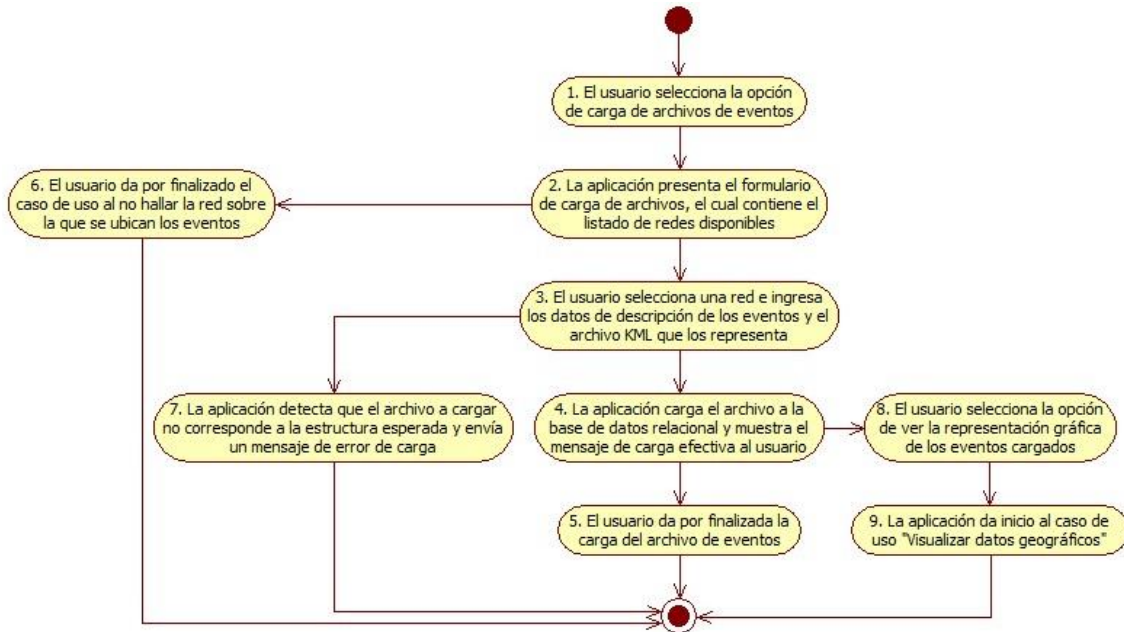 1. El usuario selecciona la opción
de carga de archivos de eventos
6. El usuario da por finalizado el
caso de uso al no hallar la red sobre
la que se ubican los eventos
2. La aplicación presenta el formulario
de carga de archivos, el cual contiene el
listado de redes disponibles
3. El usuario selecciona una red e ingresa
los datos de descripción de los eventos y el
archivo KML que los representa
7. La aplicación detecta que el archivo a cargar
no corresponde a la estructura esperada y envía
un mensaje de error de carga
4. La aplicación carga el archivo a la
base de datos relacional y muestra el
mensaje de carga efectiva al usuario
8. El usuario selecciona la opción
de ver la representación gráfica
de los eventos cargados
5. El usuario da por finalizada la
carga del archivo de eventos
9. La aplicación da inicio al caso de
uso "Visualizar datos geográficos"